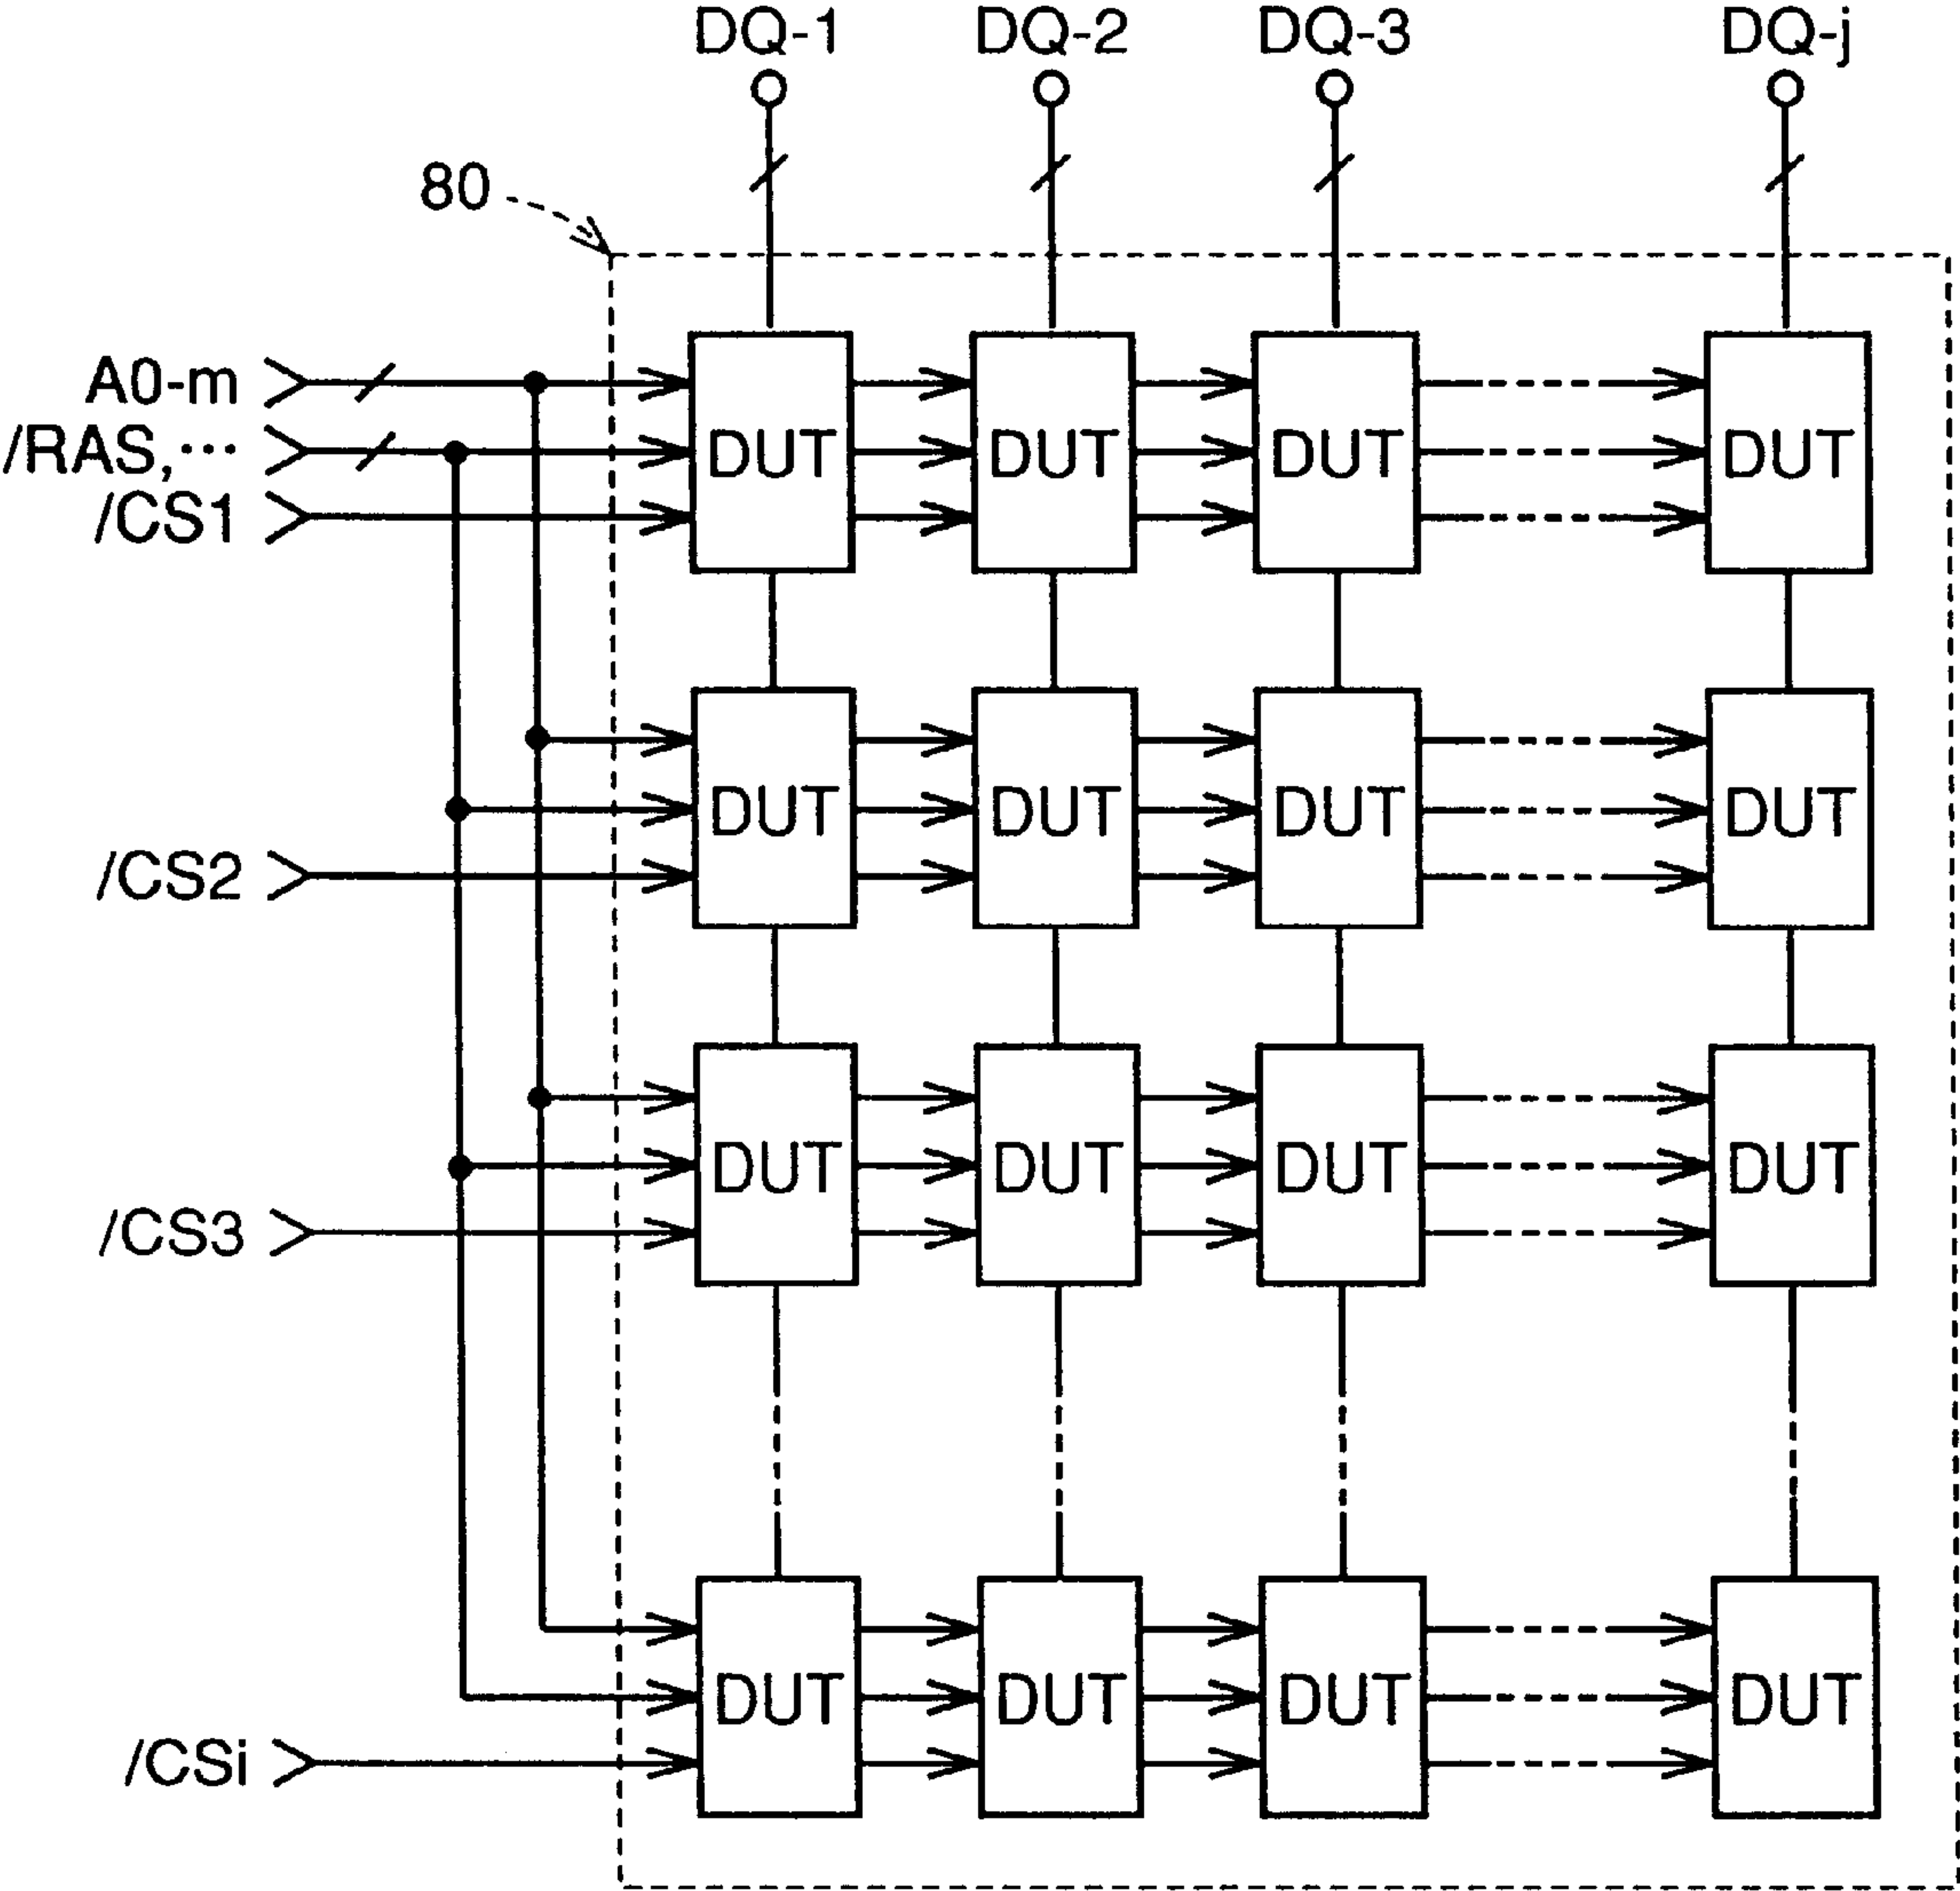 DQ-1 DQ-2 DQ-3 DQ-j
80
A0-m
/RAS,···
DUT DUT DUT DUT
/CS1
DUT DUT DUT DUT
/CS2
DUT DUT DUT DUT
/CS3
DUT DUT DUT DUT
/CSi